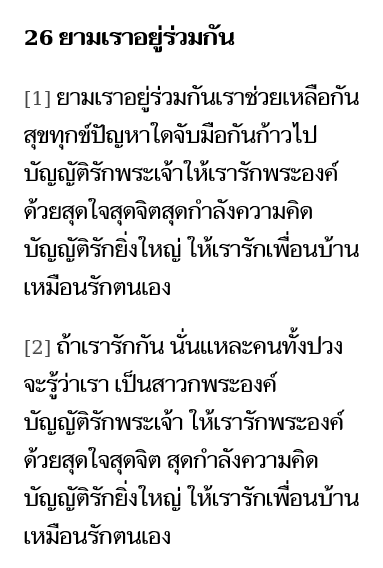 26 ยามเราอยู่ร่วมกัน
[1] ยามเราอยู่ร่วมกันเราช่วยเหลือกัน
สุขทุกข์ปัญหาใดจับมือกันก้าวไป
บัญญัติรักพระเจ้าให้เรารักพระองค์
ด้วยสุดใจสุดจิตสุดกำลังความคิด
บัญญัติรักยิ่งใหญ่ ให้เรารักเพื่อนบ้าน
เหมือนรักตนเอง
[2] ถ้าเรารักกัน นั่นแหละคนทั้งปวง
จะรู้ว่าเรา เป็นสาวกพระองค์
บัญญัติรักพระเจ้า ให้เรารักพระองค์
ด้วยสุดใจสุดจิต สุดกำลังความคิด
บัญญัติรักยิ่งใหญ่ ให้เรารักเพื่อนบ้าน
เหมือนรักตนเอง